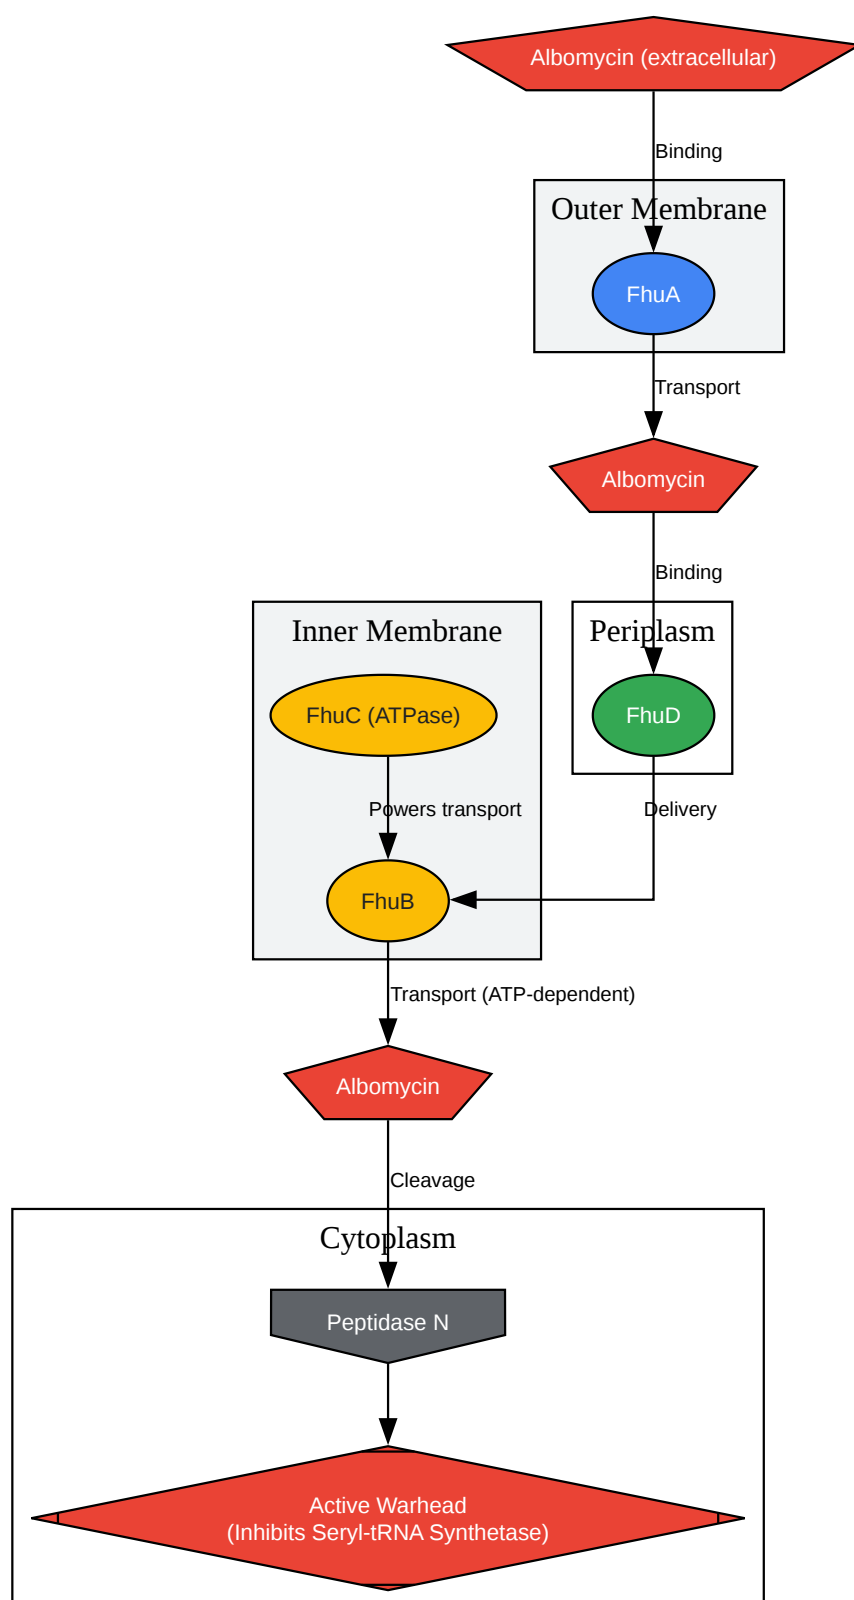 Albomycin (extracellular)
Binding
Outer Membrane
FhuA
Transport
Albomycin
Binding
Inner Membrane
Periplasm
FhuC (ATPase)
FhuD
Powers transport
Delivery
FhuB
Transport (ATP-dependent)
Albomycin
Cleavage
Cytoplasm
Peptidase N
Active Warhead
(Inhibits Seryl-tRNA Synthetase)